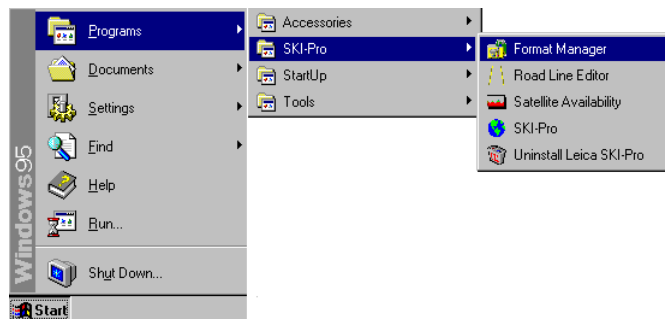 Programs
Documents
Settings
Find
Help
Run...
Shut Down...
Windows95
Start
Accessories
SKI-Pro
StartUp
Tools
Format Manager
Road Line Editor
Satellite Availability
SKI-Pro
Uninstall Leica SKI-Pro